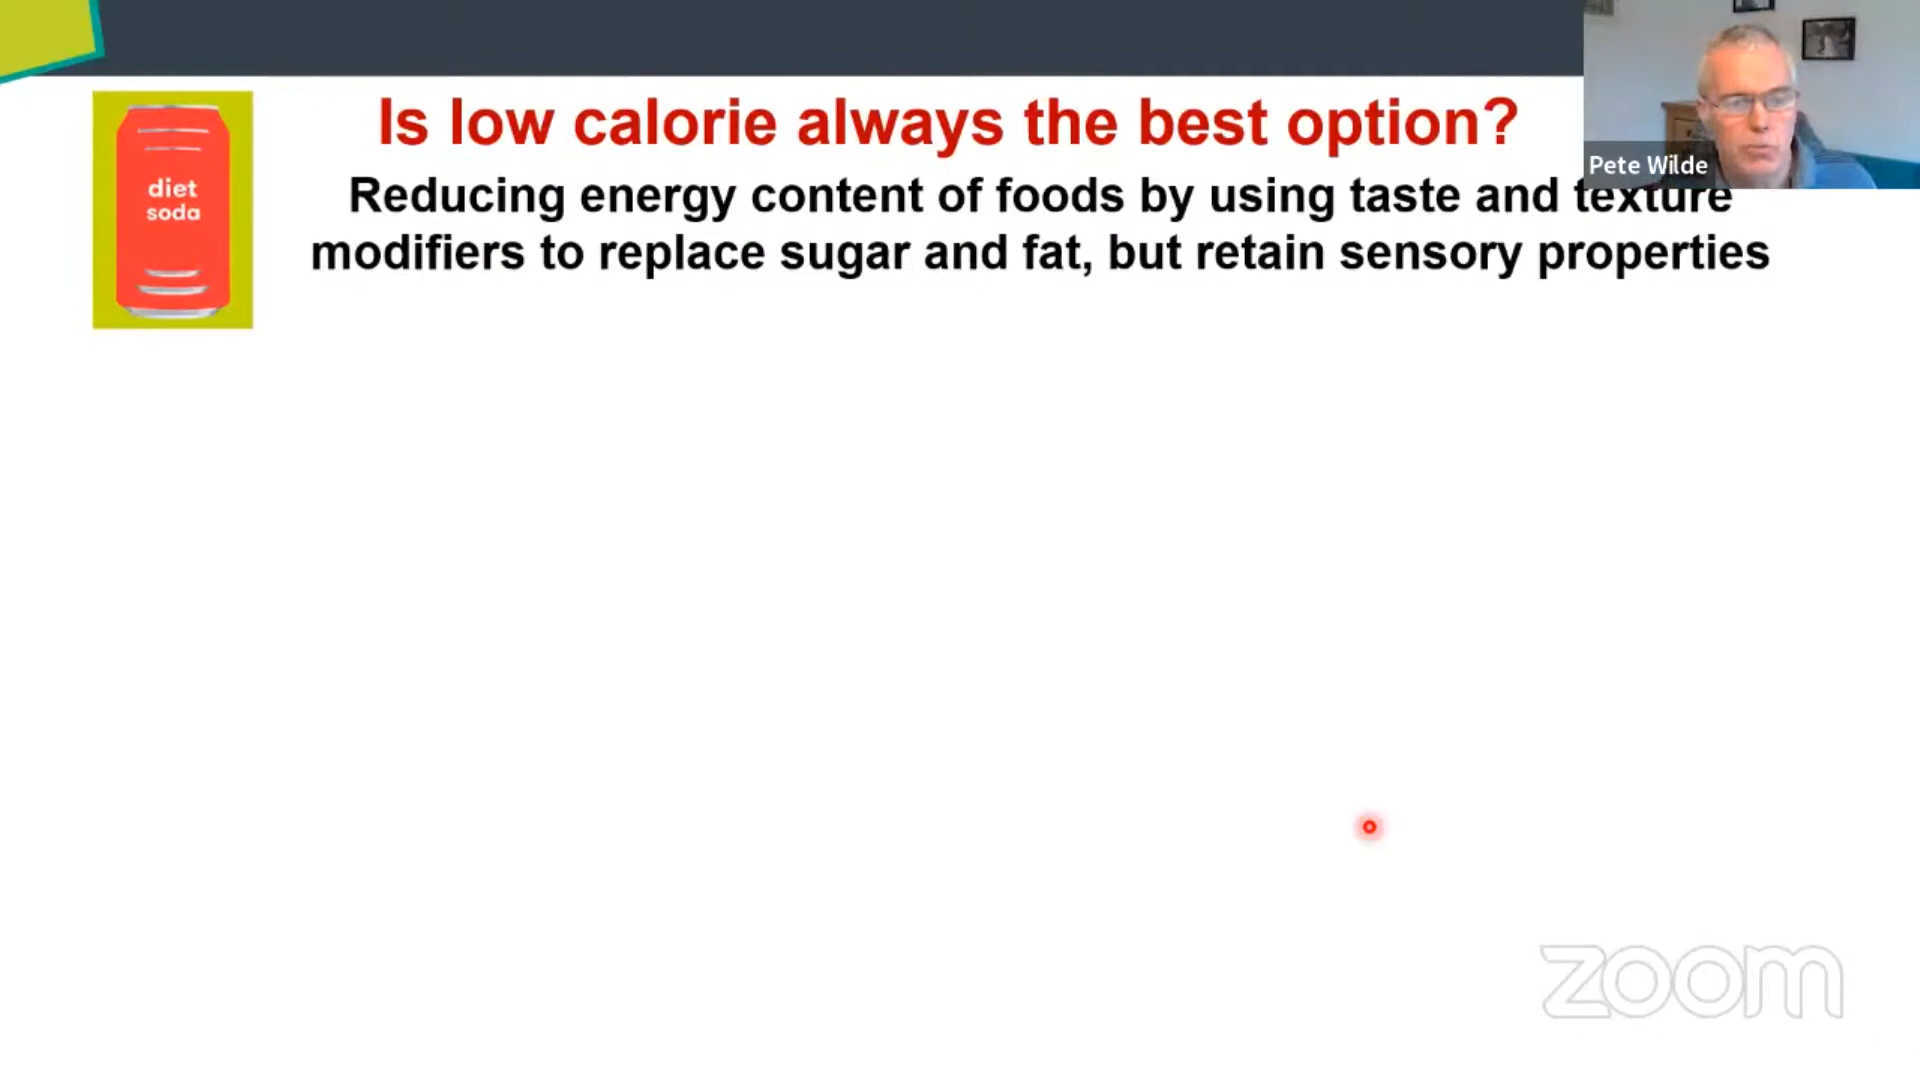 Is low calorie always the best option?
diet
soda
Pete Wilde
Reducing energy content of foods by using taste and texture
modifiers to replace sugar and fat, but retain sensory properties
zoom